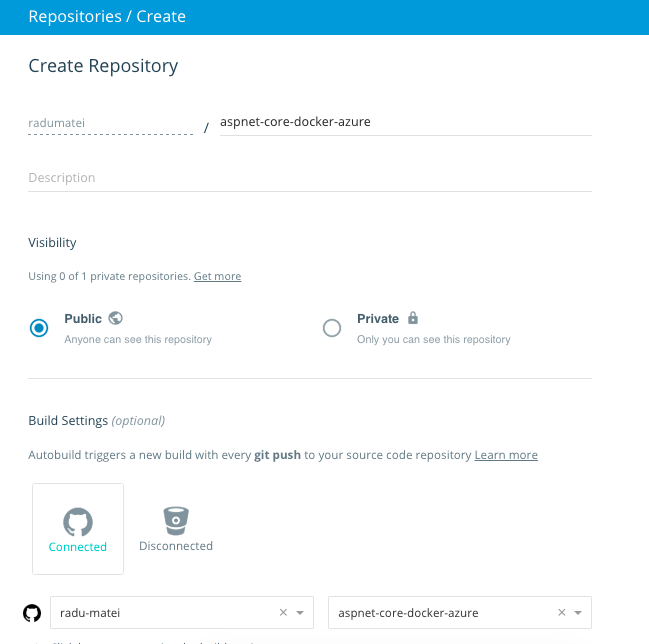 Repositories / Create
Create Repository
radumatei / aspnet-core-docker-azure
Description
Visibility
Using 0 of 1 private repositories. Get more
Public Private
Anyone can see this repository Only you can see this repository
Build Settings (optional)
Autobuild triggers a new build with every git push to your source code repository Learn more
Connected Disconnected
radu-matei × aspnet-core-docker-azure ×